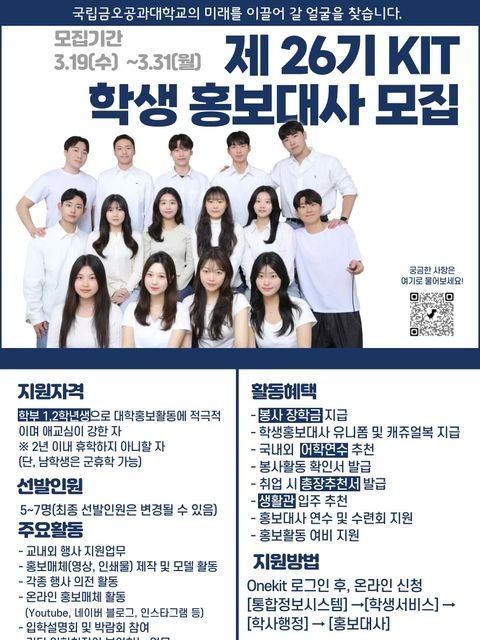 국립금오공과대학교의 미래를 이끌어 갈 얼굴을 찾습니다.
모집기간
3.19(수) ~3.31(월)
제 26기 KIT
학생 홍보대사 모집
궁금한 사항은
여기로 물어보세요!
지원자격
학부 1,2학년생으로 대학홍보활동에 적극적
이며 애교심이 강한 자
※ 2년 이내 휴학하지 아니할 자
(단, 남학생은 군휴학 가능)
선발인원
5~7명(최종 선발인원은 변경될 수 있음)
주요활동
- 교내외 행사 지원업무
- 홍보매체(영상, 인쇄물) 제작 및 모델 활동
- 각종 행사 의전 활동
- 온라인 홍보매체 활동
(Youtube, 네이버 블로그, 인스타그램 등)
- 입학설명회 및 박람회 참여
활동혜택
- 봉사 장학금 지급
- 학생홍보대사 유니폼 및 캐쥬얼복 지급
- 국내외 어학연수 추천
- 봉사활동 확인서 발급
- 취업 시 총장추천서 발급
- 생활관 입주 추천
- 홍보대사 연수 및 수련회 지원
- 홍보활동 여비 지원
지원방법
Onekit 로그인 후, 온라인 신청
[통합정보시스템] →[학생서비스] →
[학사행정] → [홍보대사]